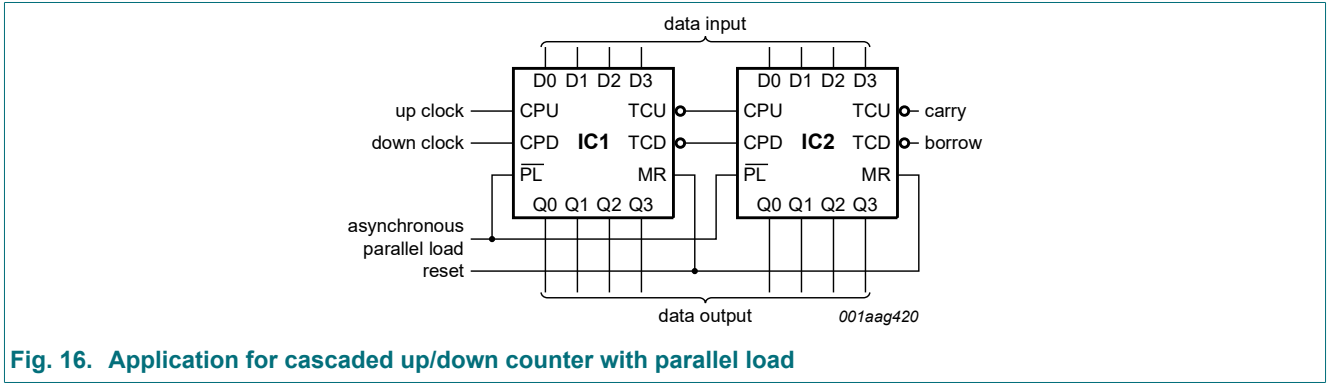 data input
D0 D1 D2 D3 D0 D1 D2 D3
up clock CPU TCU CPU TCU carry
down clock CPD IC1 TCD CPD IC2 TCD borrow
PL MR PL MR
Q0 Q1 Q2 Q3 Q0 Q1 Q2 Q3
asynchronous
parallel load
reset
data output 001aag420
Fig. 16. Application for cascaded up/down counter with parallel load